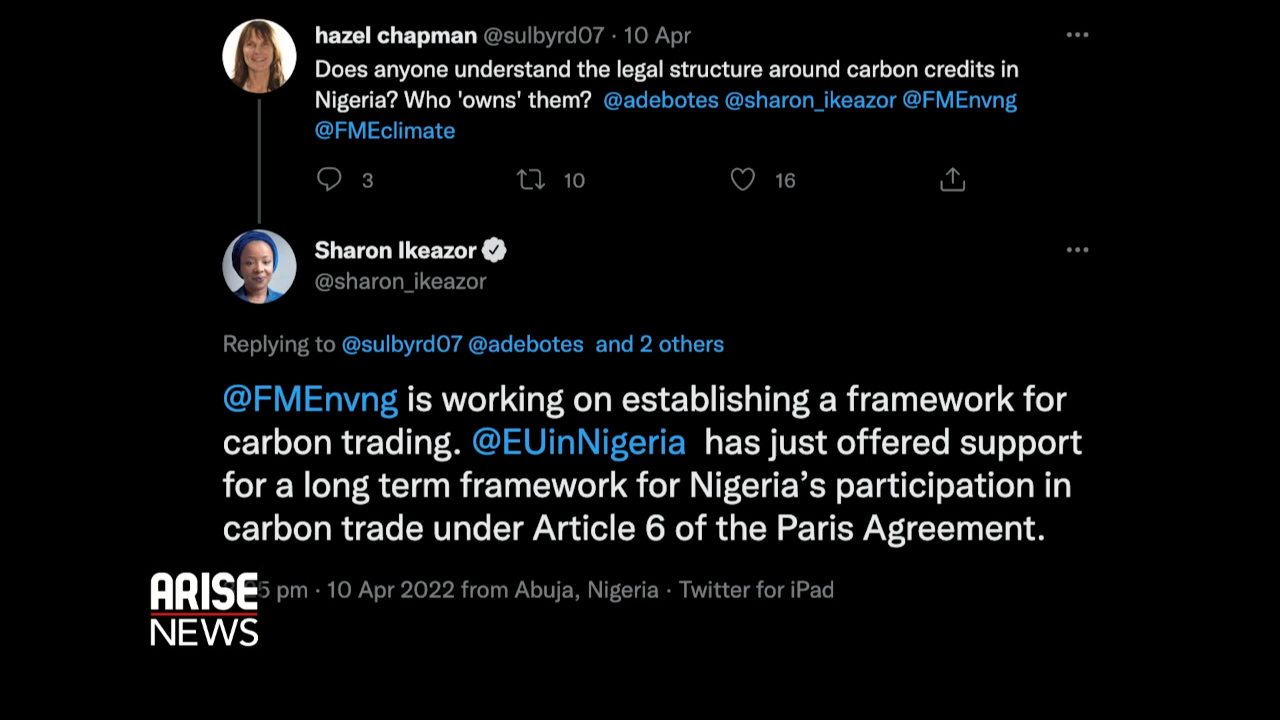 hazel chapman @sulbyrd07 · 10 Apr
Does anyone understand the legal structure around carbon credits in
Nigeria? Who 'owns' them? @adebotes @sharon_ikeazor @FMEnvng
@FMEclimate
3 10 16
Sharon Ikeazor
@sharon_ikeazor
Replying to @sulbyrd07 @adebotes and 2 others
@FMEnvng is working on establishing a framework for
carbon trading. @EUinNigeria has just offered support
for a long term framework for Nigeria’s participation in
carbon trade under Article 6 of the Paris Agreement.
pm · 10 Apr 2022 from Abuja, Nigeria · Twitter for iPad
ARISE
NEWS